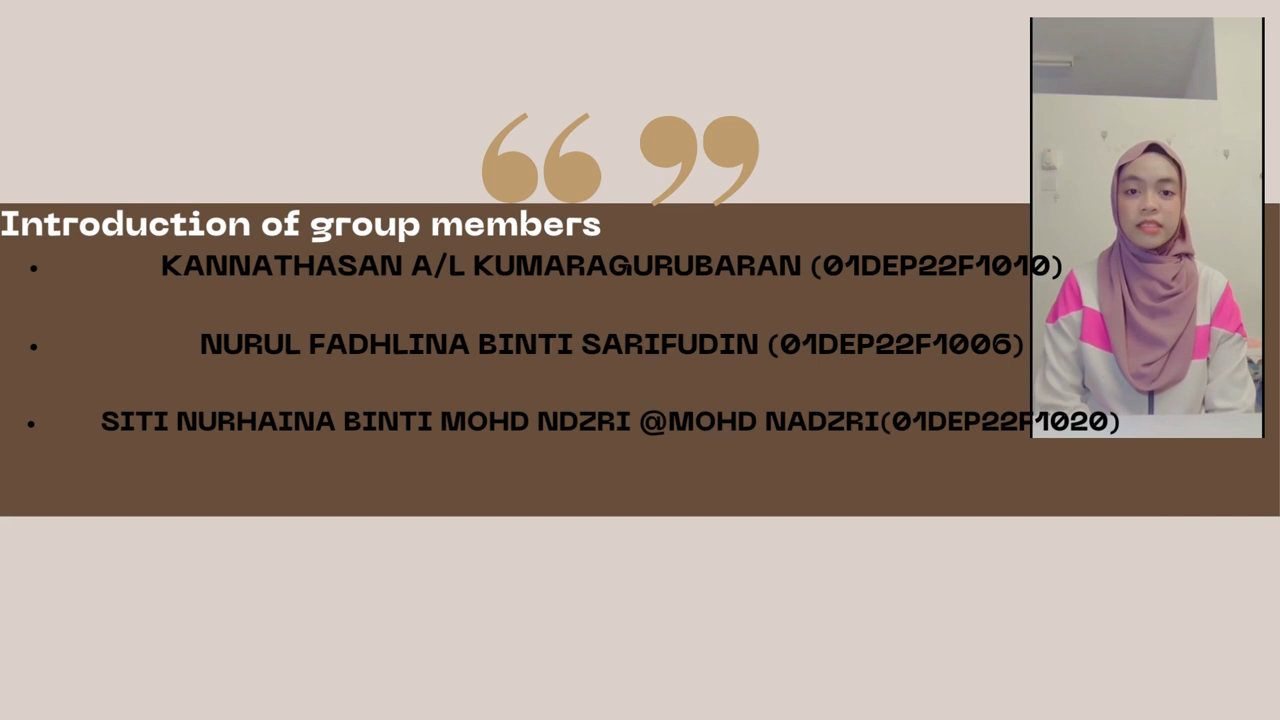 “ ”
Introduction of group members
• KANNATHASAN A/L KUMARAGURUBARAN (01DEP22F1010)
• NURUL FADHLINA BINTI SARIFUDIN (01DEP22F1006)
• SITI NURHAINA BINTI MOHD NDZRI @MOHD NADZRI(01DEP22F1020)